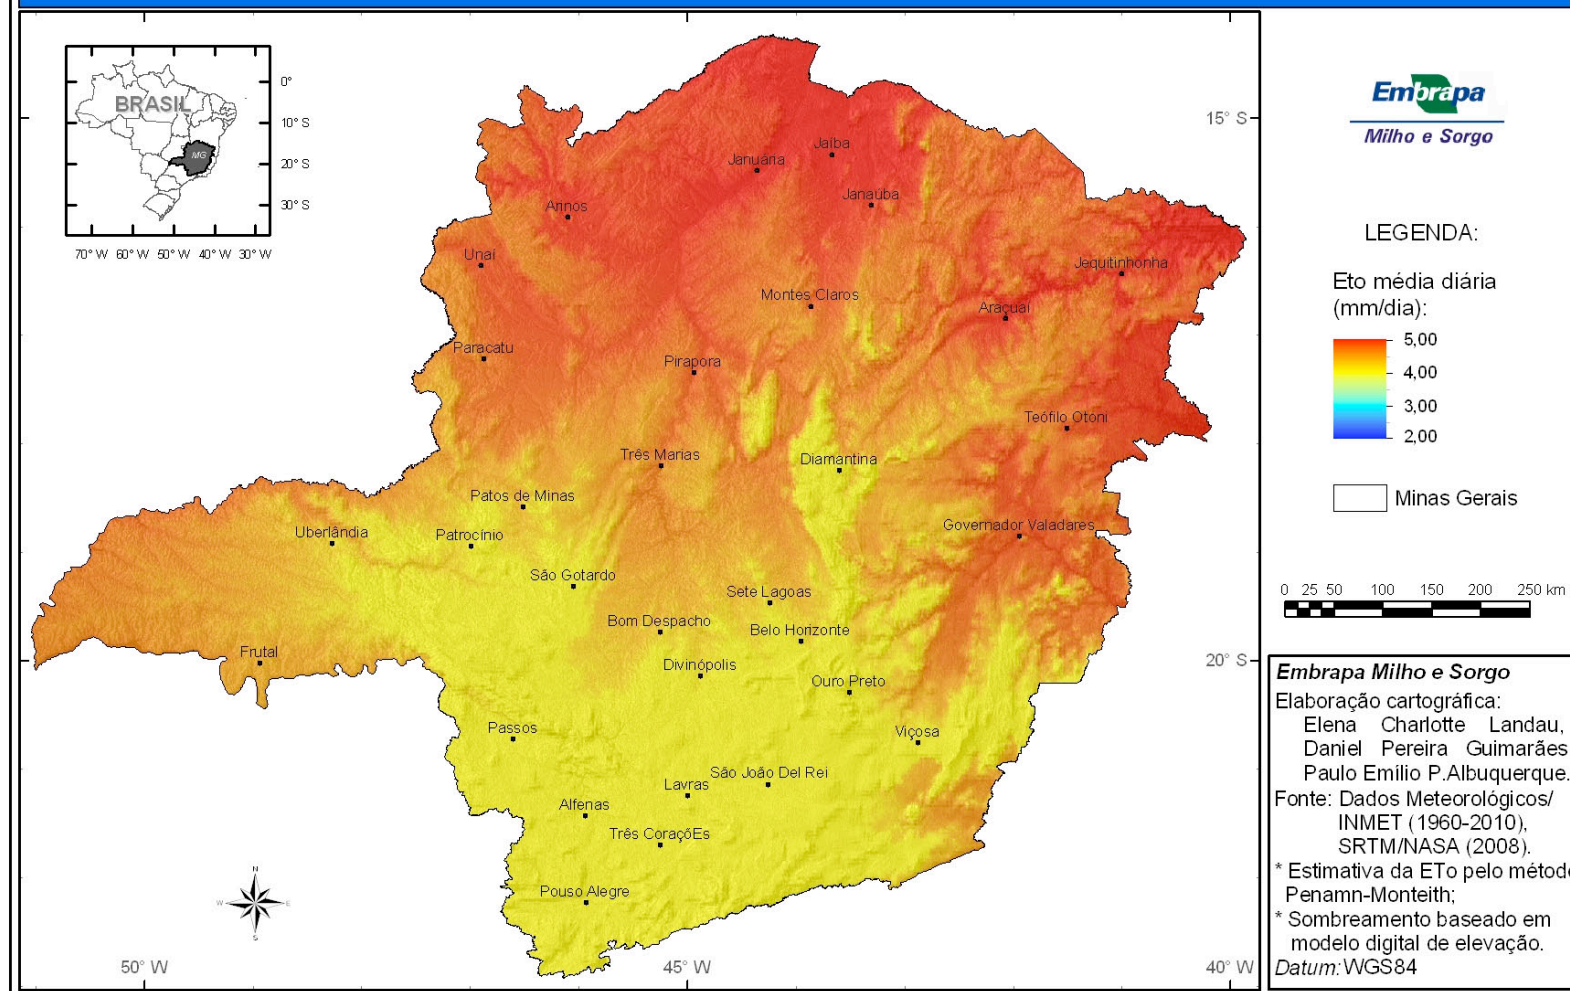 BRASIL
MG
0°
10° S
20° S
30° S
70° W 60° W 50° W 40° W 30° W
15° S
20° S
50° W
45° W
40° W
Jaíba
Januária
Janaúba
Arinos
Unaí
Jequitinhonha
Montes Claros
Araçuaí
Paracatu
Pirapora
Teófilo Otoni
Três Marias
Diamantina
Patos de Minas
Uberlândia
Patrocínio
Governador Valadares
São Gotardo
Sete Lagoas
Bom Despacho
Belo Horizonte
Frutal
Divinópolis
Ouro Preto
Passos
Viçosa
São João Del Rei
Lavras
Alfenas
Três CoraçõEs
Pouso Alegre
N
W
E
S
Embrapa
Milho e Sorgo
LEGENDA:
Eto média diária
(mm/dia):
5,00
4,00
3,00
2,00
Minas Gerais
0 25 50 100 150 200 250 km
Embrapa Milho e Sorgo
Elaboração cartográfica:
Elena Charlotte Landau,
Daniel Pereira Guimarães
Paulo Emílio P.Albuquerque.
Fonte: Dados Meteorológicos/
INMET (1960-2010),
SRTM/NASA (2008).
* Estimativa da ETo pelo método
Penamn-Monteith;
* Sombreamento baseado em
modelo digital de elevação.
Datum: WGS84